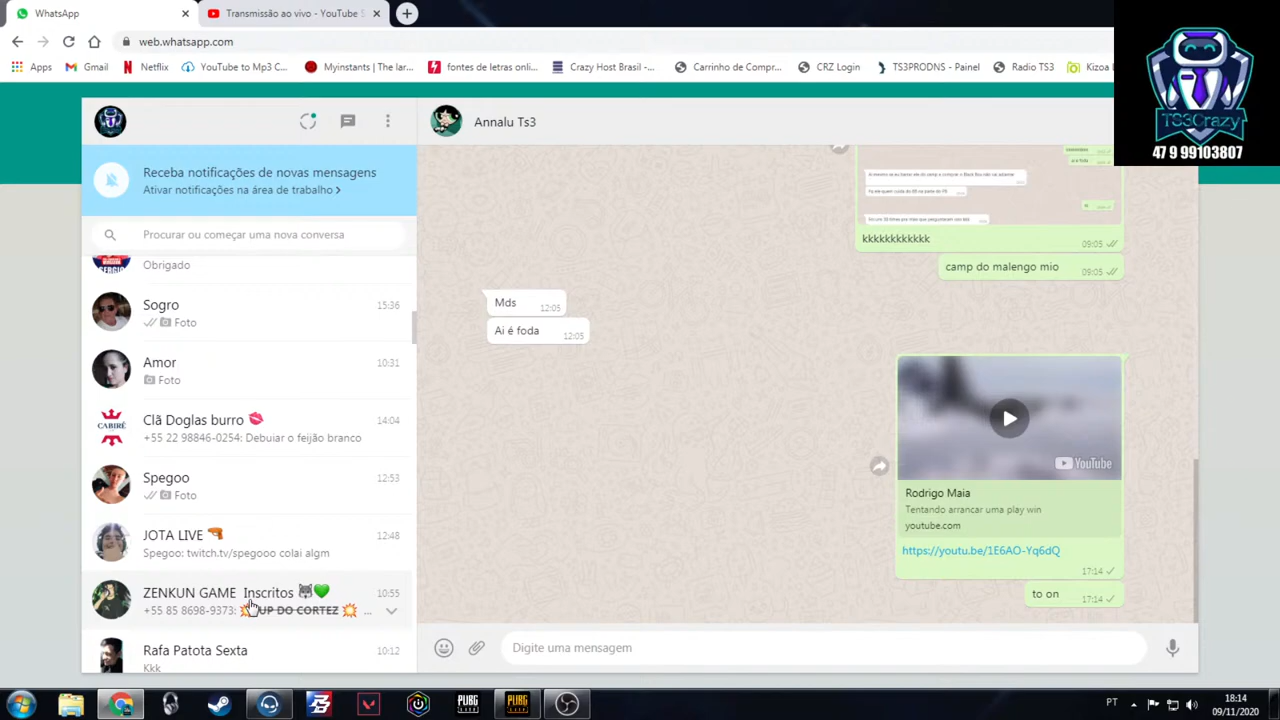 WhatsApp
Transmissão ao vivo - YouTube S
web.whatsapp.com
Apps
Gmail
Netflix
YouTube to Mp3 C...
Myinstants | The lar...
fontes de letras onli...
Crazy Host Brasil -...
Carrinho de Compr...
CRZ Login
TS3PRODNS - Painel
Radio TS3
Kizoa
TS3Crazy
47 9 99103807
Annalu Ts3
Receba notificações de novas mensagens
Ativar notificações na área de trabalho
Procurar ou começar uma nova conversa
Obrigado
Sogro 15:36
Foto
Amor 10:31
Foto
CABIRÉ
Clã Doglas burro 💋 14:04
+55 22 98846-0254: Debuiar o feijão branco
Spegoo 12:53
Foto
JOTA LIVE 🔫 12:48
Spegoo: twitch.tv/spegooo colai algm
ZENKUN GAME Inscritos 🐺💚 10:55
+55 85 8698-9373: 💥UP DO CORTEZ 💥 ...
Rafa Patota Sexta 10:12
Kkk
kkkkkkkkkkkk 09:05
camp do malengo mio 09:05
Mds 12:05
Ai é foda 12:05
YouTube
Rodrigo Maia
Tentando arrancar uma play win
youtube.com
https://youtu.be/1E6AO-Yq6dQ
17:14
to on 17:14
Digite uma mensagem
PUBG
PUBG
PT
18:14
09/11/2020